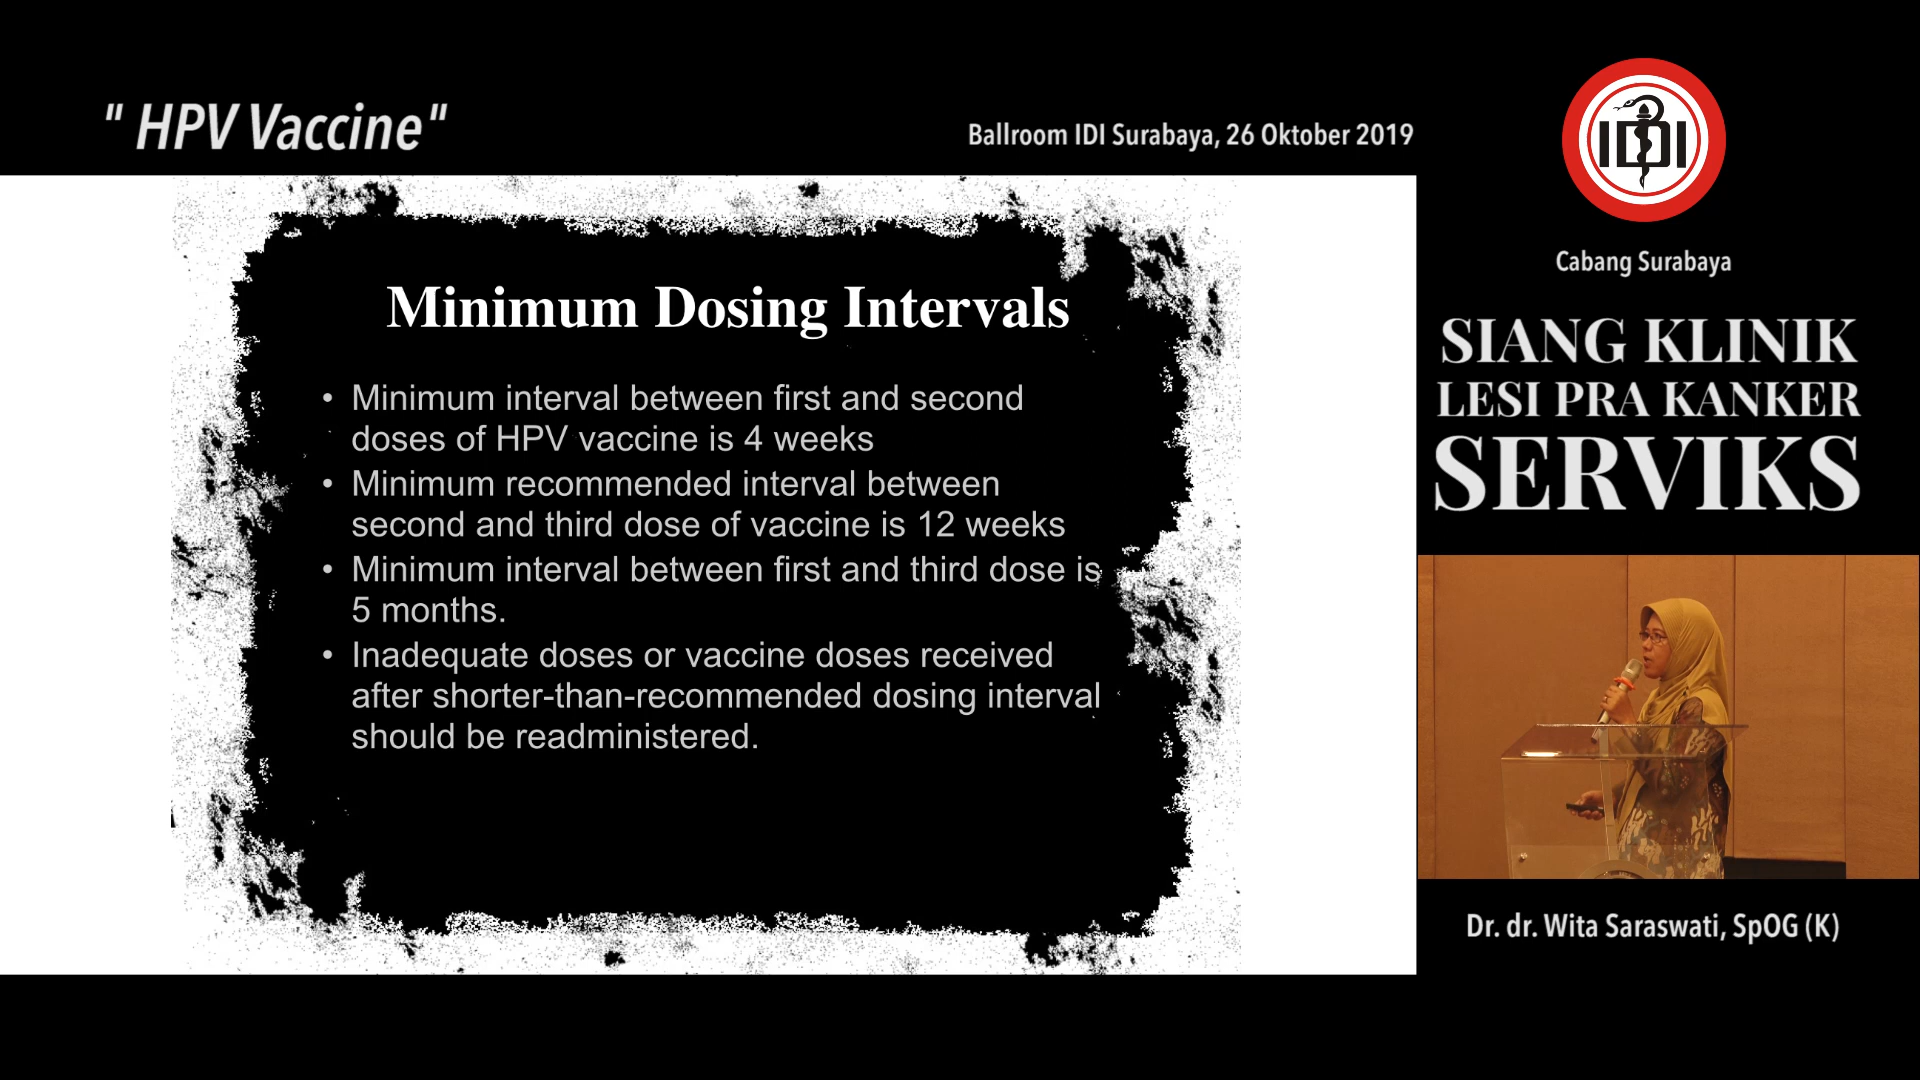 " HPV Vaccine"
Ballroom IDI Surabaya, 26 Oktober 2019
IDI
Cabang Surabaya
SIANG KLINIK
LESI PRA KANKER
SERVIKS
Minimum Dosing Intervals
• Minimum interval between first and second
doses of HPV vaccine is 4 weeks
• Minimum recommended interval between
second and third dose of vaccine is 12 weeks
• Minimum interval between first and third dose is
5 months.
• Inadequate doses or vaccine doses received
after shorter-than-recommended dosing interval
should be readministered.
Dr. dr. Wita Saraswati, SpOG (K)